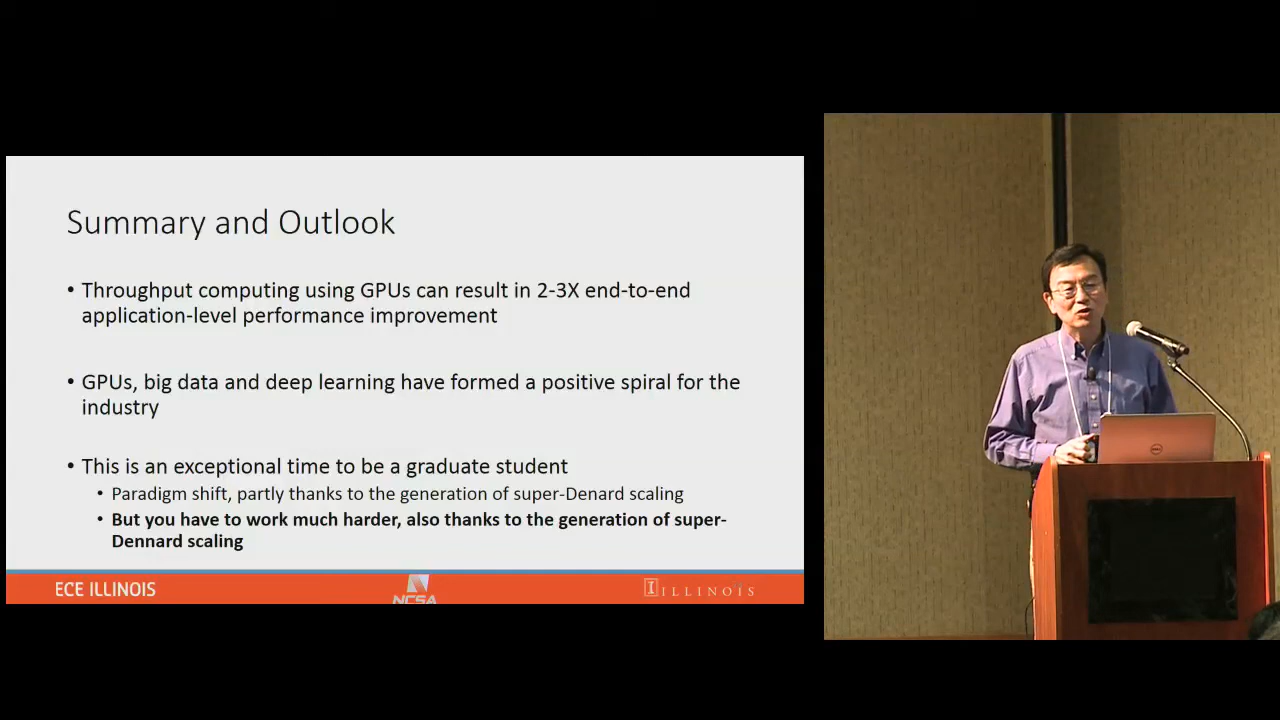 Summary and Outlook
• Throughput computing using GPUs can result in 2-3X end-to-end
application-level performance improvement
• GPUs, big data and deep learning have formed a positive spiral for the
industry
• This is an exceptional time to be a graduate student
• Paradigm shift, partly thanks to the generation of super-Denard scaling
• But you have to work much harder, also thanks to the generation of super-
Dennard scaling
ECE ILLINOIS
NCSA
I ILLINOIS